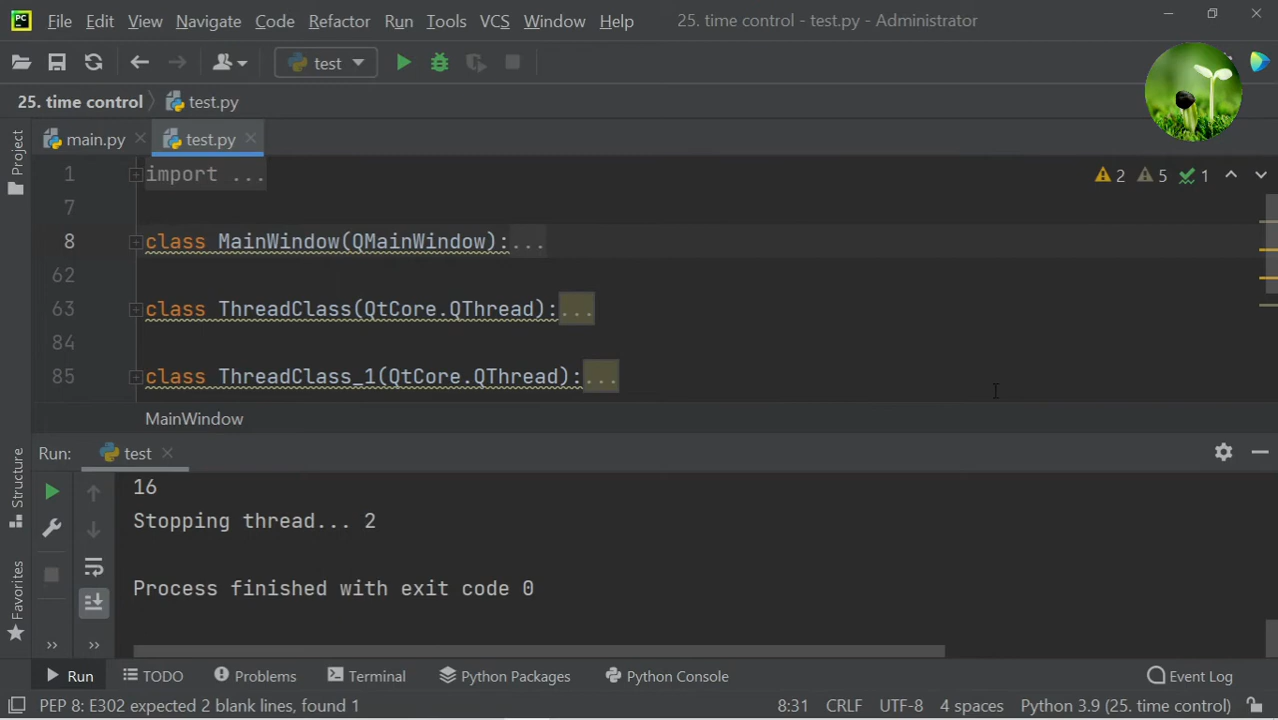 PC File Edit View Navigate Code Refactor Run Tools VCS Window Help 25. time control - test.py - Administrator
test
25. time control test.py
main.py test.py
1 import ... 2 5 1
7
8 class MainWindow(QMainWindow):...
62
63 class ThreadClass(QtCore.QThread):...
84
85 class ThreadClass_1(QtCore.QThread):...
MainWindow
Project
Structure
Favorites
Run: test
16
Stopping thread... 2
Process finished with exit code 0
Run TODO Problems Terminal Python Packages Python Console Event Log
PEP 8: E302 expected 2 blank lines, found 1 8:31 CRLF UTF-8 4 spaces Python 3.9 (25. time control)